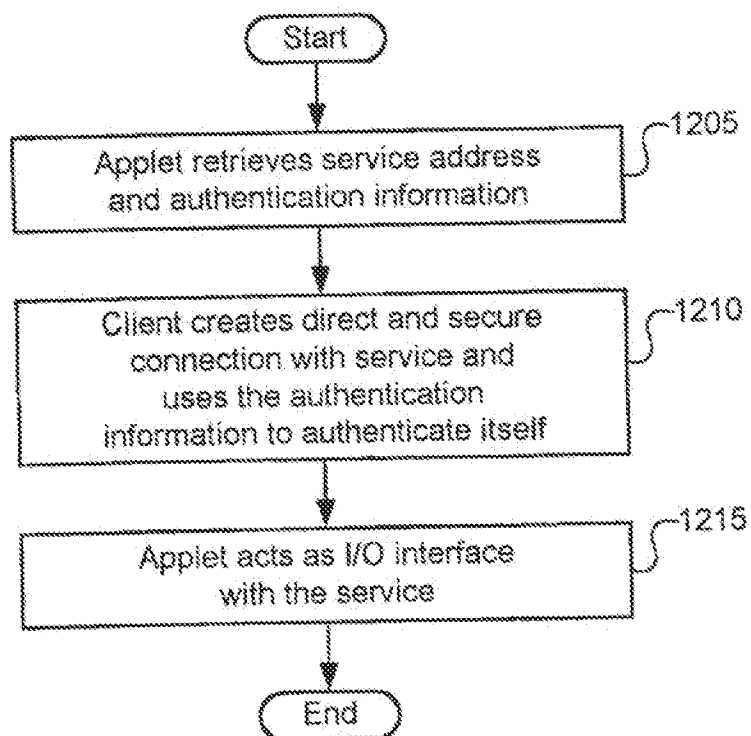 Start
Applet retrieves service address
and authentication information
1205
Client creates direct and secure
connection with service and
uses the authentication
information to authenticate itself
1210
Applet acts as I/O interface
with the service
1215
End